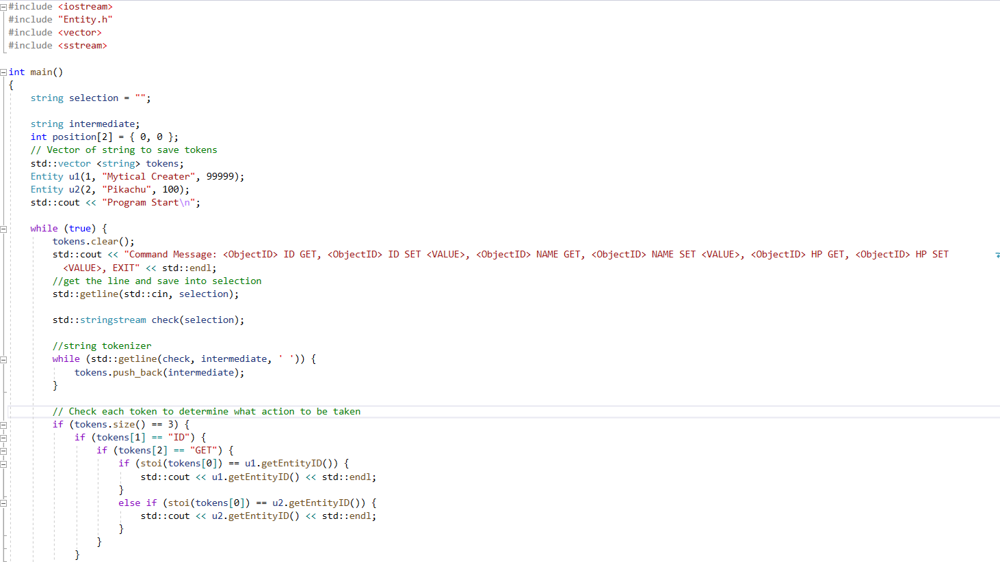 #include <iostream>
#include "Entity.h"
#include <vector>
#include <sstream>
int main()
{
string selection = "";
string intermediate;
int position[2] = { 0, 0 };
// Vector of string to save tokens
std::vector <string> tokens;
Entity u1(1, "Mytical Creater", 99999);
Entity u2(2, "Pikachu", 100);
std::cout << "Program Start\n";
while (true) {
tokens.clear();
std::cout << "Command Message: <ObjectID> ID GET, <ObjectID> ID SET <VALUE>, <ObjectID> NAME GET, <ObjectID> NAME SET <VALUE>, <ObjectID> HP GET, <ObjectID> HP SET
<VALUE>, EXIT" << std::endl;
//get the line and save into selection
std::getline(std::cin, selection);
std::stringstream check(selection);
//string tokenizer
while (std::getline(check, intermediate, ' ')) {
tokens.push_back(intermediate);
}
// Check each token to determine what action to be taken
if (tokens.size() == 3) {
if (tokens[1] == "ID") {
if (tokens[2] == "GET") {
if (stoi(tokens[0]) == u1.getEntityID()) {
std::cout << u1.getEntityID() << std::endl;
}
else if (stoi(tokens[0]) == u2.getEntityID()) {
std::cout << u2.getEntityID() << std::endl;
}
}
}